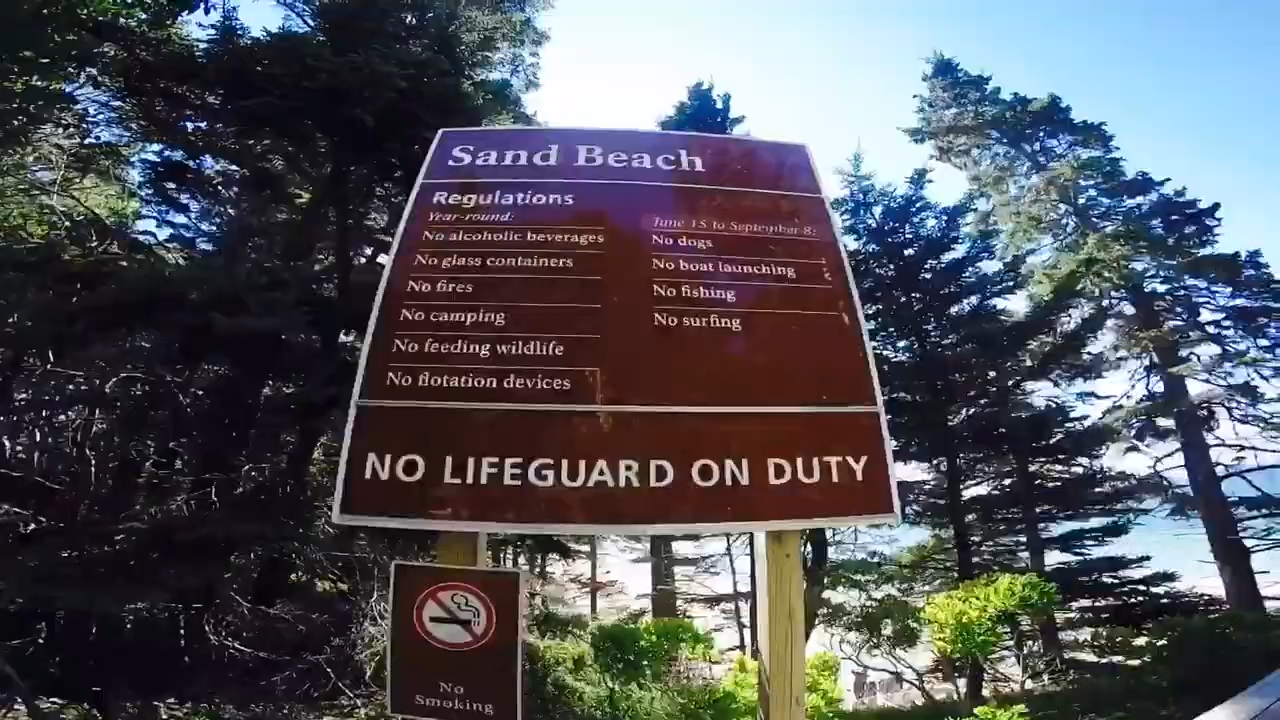 Sand Beach
Regulations
Year-round:
No alcoholic beverages
No glass containers
No fires
No camping
No feeding wildlife
No flotation devices
June 15 to September 8:
No dogs
No boat launching
No fishing
No surfing
NO LIFEGUARD ON DUTY
No
Smoking